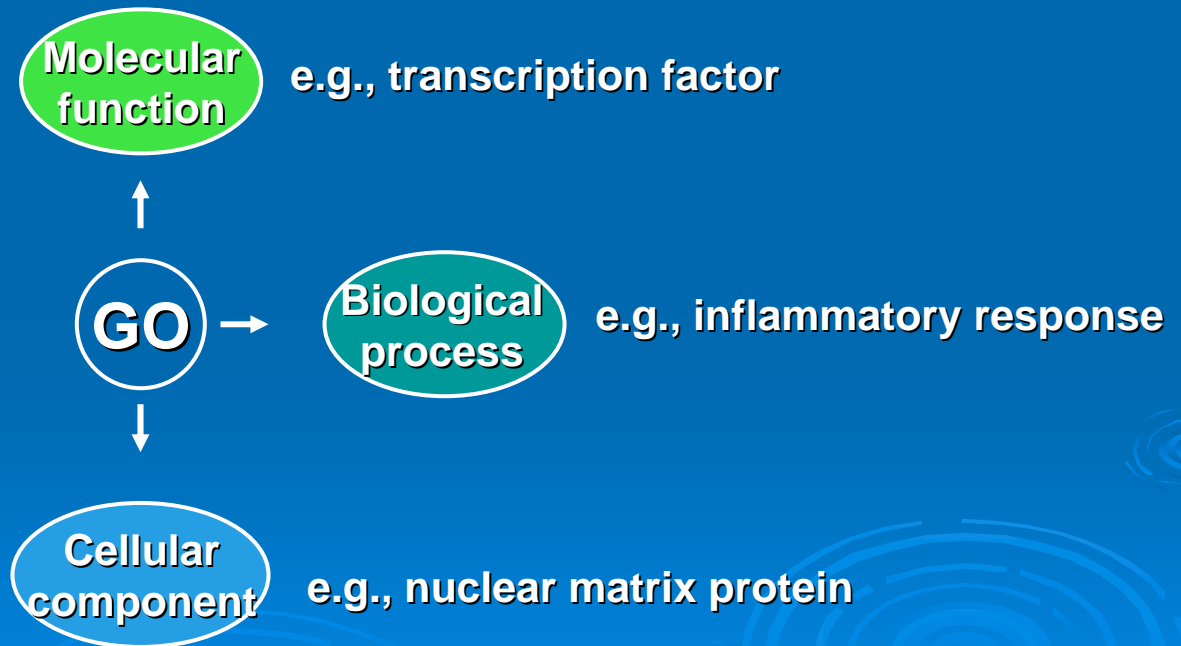 Molecular
function
e.g., transcription factor
GO
Biological
process
e.g., inflammatory response
Cellular
component
e.g., nuclear matrix protein